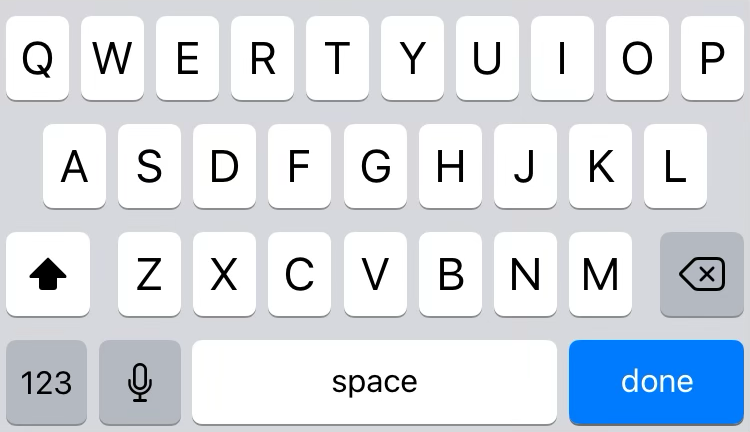 Q W E R T Y U I O P
A S D F G H J K L
Z X C V B N M
123 space done